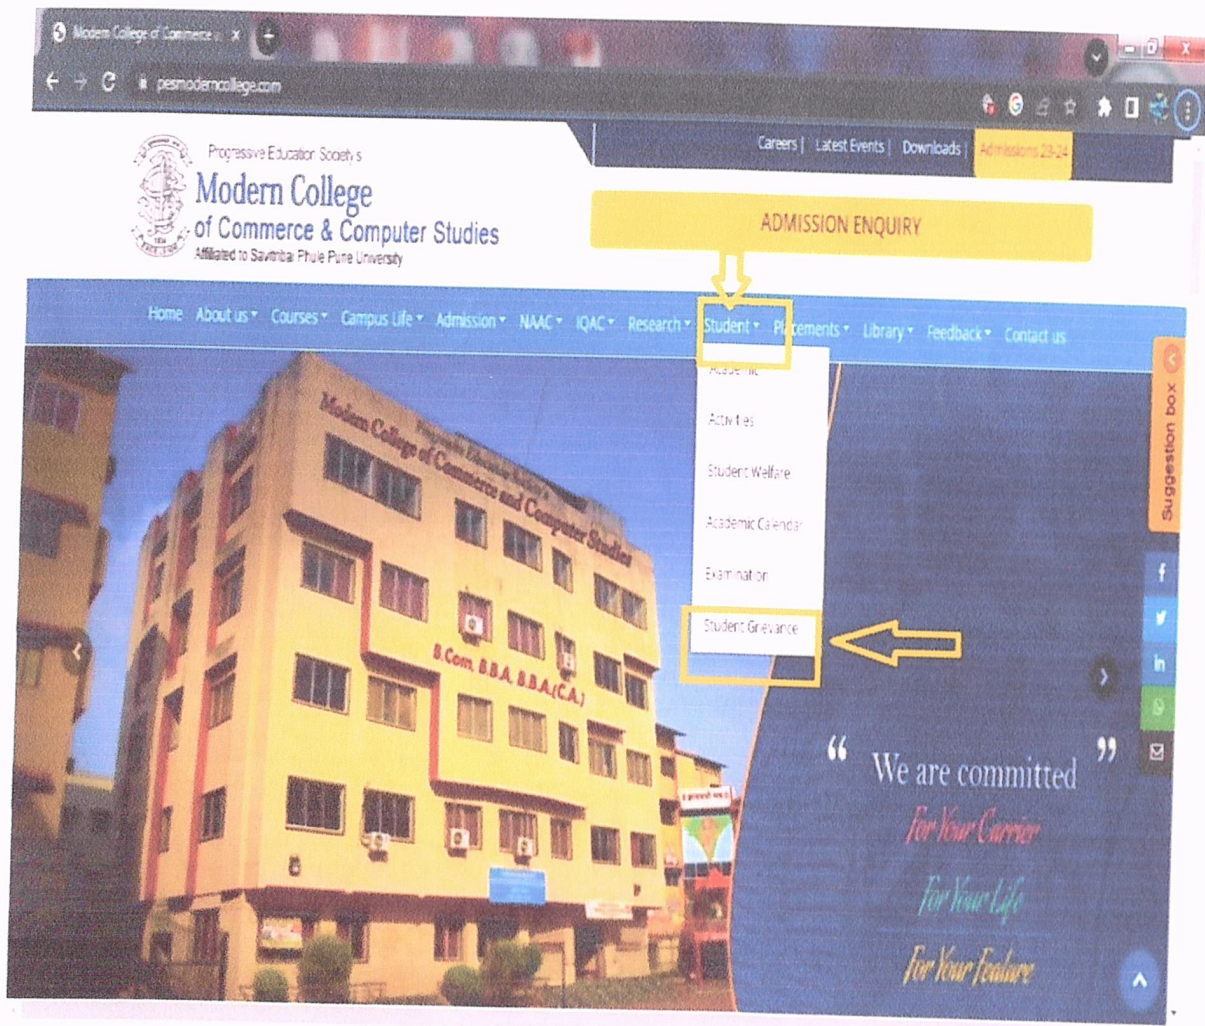 Modern College of Commerce
pesmoderncollege.com
Careers | Latest Events | Downloads | Admissions 23-24
Progressive Education Society's
Modern College
of Commerce & Computer Studies
Affiliated to Savitribai Phule Pune University
ADMISSION ENQUIRY
Home About us Courses Campus Life Admission NAAC IQAC Research Student Placements Library Feedback Contact us
Academic
Activities
Student Welfare
Academic Calendar
Examination
Student Grievance
Suggestion box
Progressive Education Society's
Modern College of Commerce and Computer Studies
B.Com, B.B.A, B.B.A.(C.A.)
“ We are committed ”
For Your Carrier
For Your Life
For Your Feature